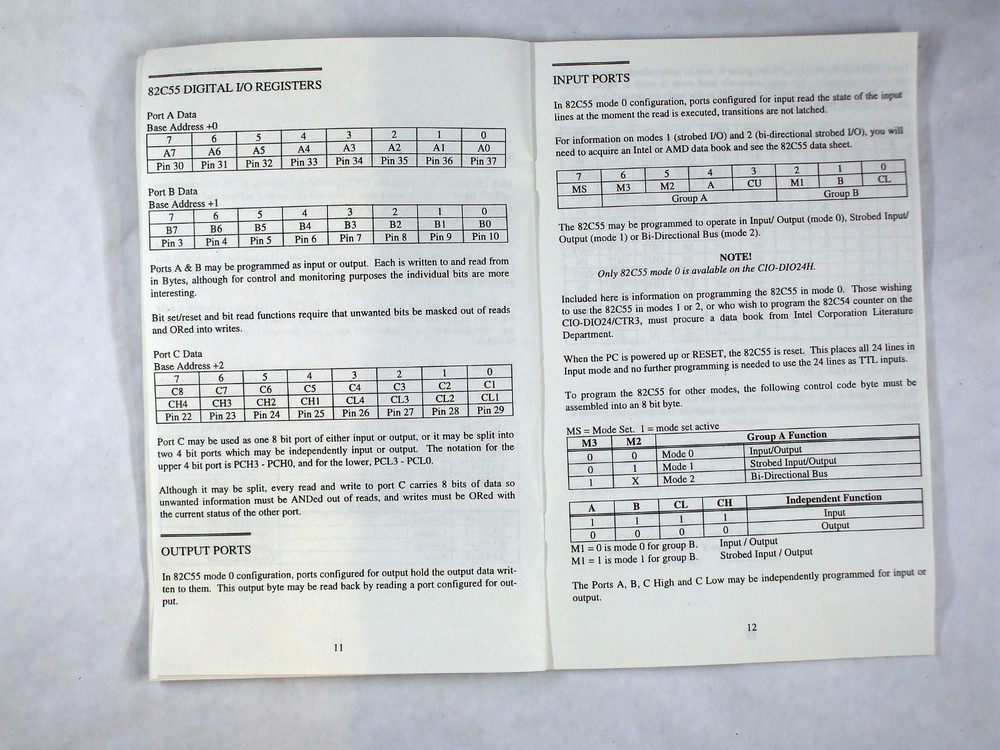 82C55 DIGITAL I/O REGISTERS
Port A Data
Base Address +0
7 6 5 4 3 2 1 0
A7 A6 A5 A4 A3 A2 A1 A0
Pin 30 Pin 31 Pin 32 Pin 33 Pin 34 Pin 35 Pin 36 Pin 37
Port B Data
Base Address +1
7 6 5 4 3 2 1 0
B7 B6 B5 B4 B3 B2 B1 B0
Pin 3 Pin 4 Pin 5 Pin 6 Pin 7 Pin 8 Pin 9 Pin 10
Ports A & B may be programmed as input or output. Each is written to and read from
in Bytes, although for control and monitoring purposes the individual bits are more
interesting.
Bit set/reset and bit read functions require that unwanted bits be masked out of reads
and ORed into writes.
Port C Data
Base Address +2
7 6 5 4 3 2 1 0
C8 C7 C6 C5 C4 C3 C2 C1
CH4 CH3 CH2 CH1 CL4 CL3 CL2 CL1
Pin 22 Pin 23 Pin 24 Pin 25 Pin 26 Pin 27 Pin 28 Pin 29
Port C may be used as one 8 bit port of either input or output, or it may be split into
two 4 bit ports which may be independently input or output. The notation for the
upper 4 bit port is PCH3 - PCH0, and for the lower, PCL3 - PCL0.
Although it may be split, every read and write to port C carries 8 bits of data so
unwanted information must be ANDed out of reads, and writes must be ORed with
the current status of the other port.
OUTPUT PORTS
In 82C55 mode 0 configuration, ports configured for output hold the output data writ-
ten to them. This output byte may be read back by reading a port configured for out-
put.
11
INPUT PORTS
In 82C55 mode 0 configuration, ports configured for input read the state of the input
lines at the moment the read is executed, transitions are not latched.
For information on modes 1 (strobed I/O) and 2 (bi-directional strobed I/O), you will
need to acquire an Intel or AMD data book and see the 82C55 data sheet.
7 6 5 4 3 2 1 0
MS M3 M2 A CU M1 B CL
Group A Group B
The 82C55 may be programmed to operate in Input/ Output (mode 0), Strobed Input/
Output (mode 1) or Bi-Directional Bus (mode 2).
NOTE!
Only 82C55 mode 0 is avalable on the CIO-DIO24H.
Included here is information on programming the 82C55 in mode 0. Those wishing
to use the 82C55 in modes 1 or 2, or who wish to program the 82C54 counter on the
CIO-DIO24/CTR3, must procure a data book from Intel Corporation Literature
Department.
When the PC is powered up or RESET, the 82C55 is reset. This places all 24 lines in
Input mode and no further programming is needed to use the 24 lines as TTL inputs.
To program the 82C55 for other modes, the following control code byte must be
assembled into an 8 bit byte.
MS = Mode Set. 1 = mode set active
M3 M2 Group A Function
0 0 Mode 0 Input/Output
0 1 Mode 1 Strobed Input/Output
1 X Mode 2 Bi-Directional Bus
A B CL CH Independent Function
1 1 1 1 Input
0 0 0 0 Output
M1 = 0 is mode 0 for group B. Input / Output
M1 = 1 is mode 1 for group B. Strobed Input / Output
The Ports A, B, C High and C Low may be independently programmed for input or
output.
12